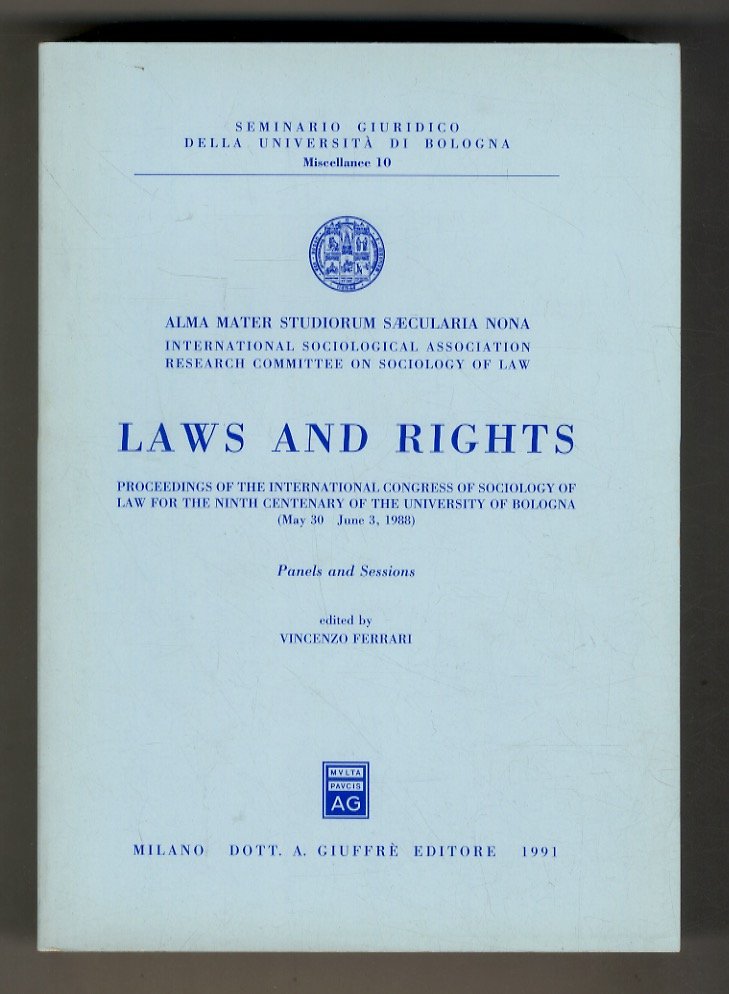 SEMINARIO GIURIDICO
DELLA UNIVERSITÀ DI BOLOGNA
Miscellanee 10
ALMA MATER STUDIORUM SÆCULARIA NONA
INTERNATIONAL SOCIOLOGICAL ASSOCIATION
RESEARCH COMMITTEE ON SOCIOLOGY OF LAW
LAWS AND RIGHTS
PROCEEDINGS OF THE INTERNATIONAL CONGRESS OF SOCIOLOGY OF
LAW FOR THE NINTH CENTENARY OF THE UNIVERSITY OF BOLOGNA
(May 30 June 3, 1988)
Panels and Sessions
edited by
VINCENZO FERRARI
MVLTA
PAVCIS
AG
MILANO DOTT. A. GIUFFRÈ EDITORE 1991